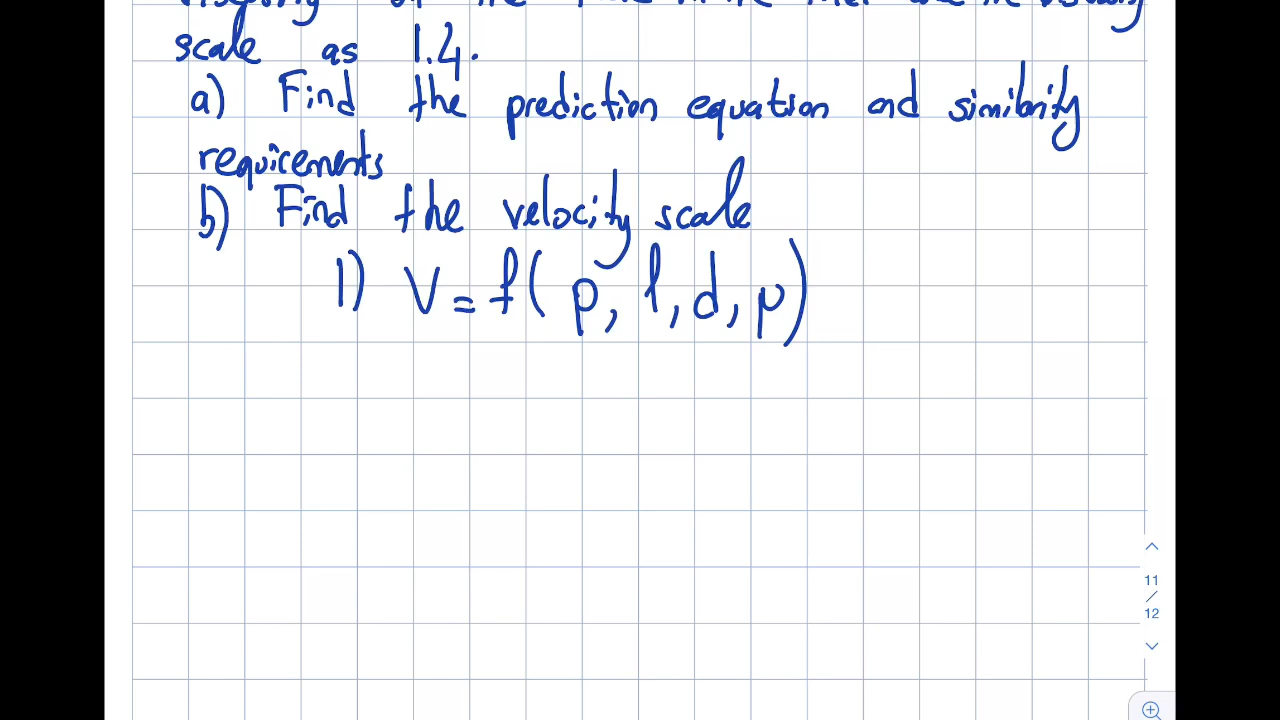 scale as 1.4.
a) Find the prediction equation and similarity
requirements
b) Find the velocity scale
1) V = f( p, l, d, μ)
11
/
12